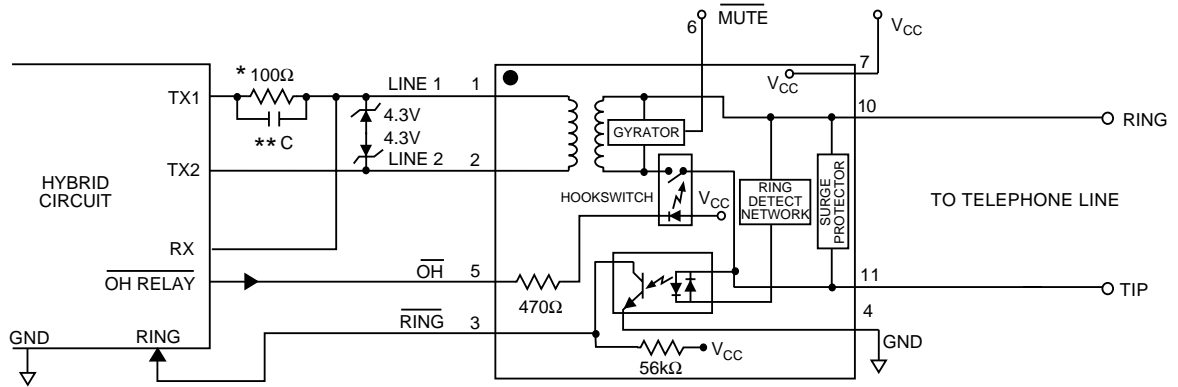 6
MUTE
VCC
* 100Ω
LINE 1
1
VCC
7
TX1
10
4.3V
RING
4.3V
GYRATOR
** C
LINE 2
2
TX2
HYBRID
CIRCUIT
HOOKSWITCH
VCC
RING
DETECT
NETWORK
SURGE
PROTECTOR
TO TELEPHONE LINE
RX
OH RELAY
OH
5
11
470Ω
TIP
RING
3
4
GND
RING
GND
VCC
56kΩ